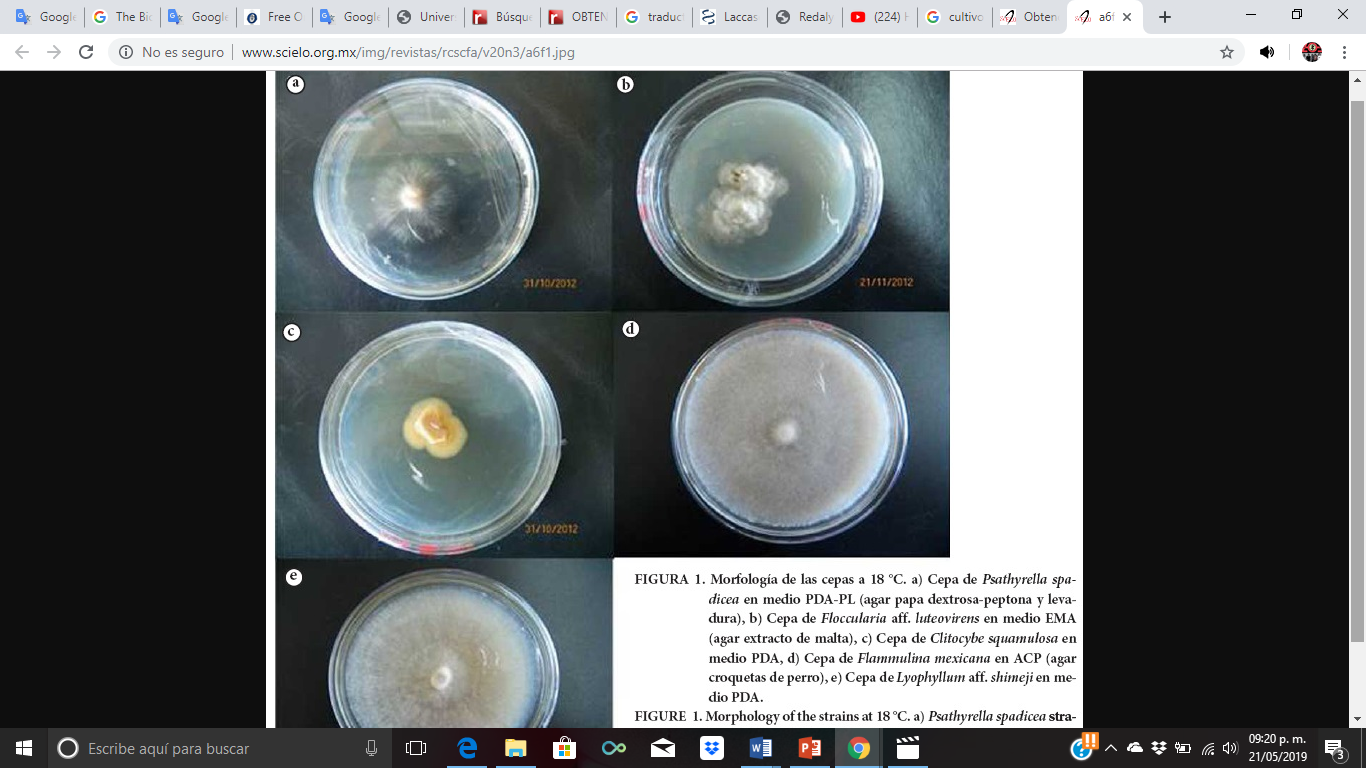 Google
The Bio
Google
Free O
Google
Univer
Búsque
OBTEN
traduct
Laccas
Redaly
(224) H
cultivo
Obtenc
a6f
No es seguro
www.scielo.org.mx/img/revistas/rcscfa/v20n3/a6f1.jpg
a
b
31/10/2012
21/11/2012
c
d
31/10/2012
e
FIGURA 1. Morfología de las cepas a 18 °C. a) Cepa de Psathyrella spa-
dicea en medio PDA-PL (agar papa dextrosa-peptona y leva-
dura), b) Cepa de Floccularia aff. luteovirens en medio EMA
(agar extracto de malta), c) Cepa de Clitocybe squamulosa en
medio PDA, d) Cepa de Flammulina mexicana en ACP (agar
croquetas de perro), e) Cepa de Lyophyllum aff. shimeji en me-
dio PDA.
FIGURE 1. Morphology of the strains at 18 °C. a) Psathyrella spadicea stra-
Escribe aquí para buscar
09:20 p. m.
21/05/2019
3